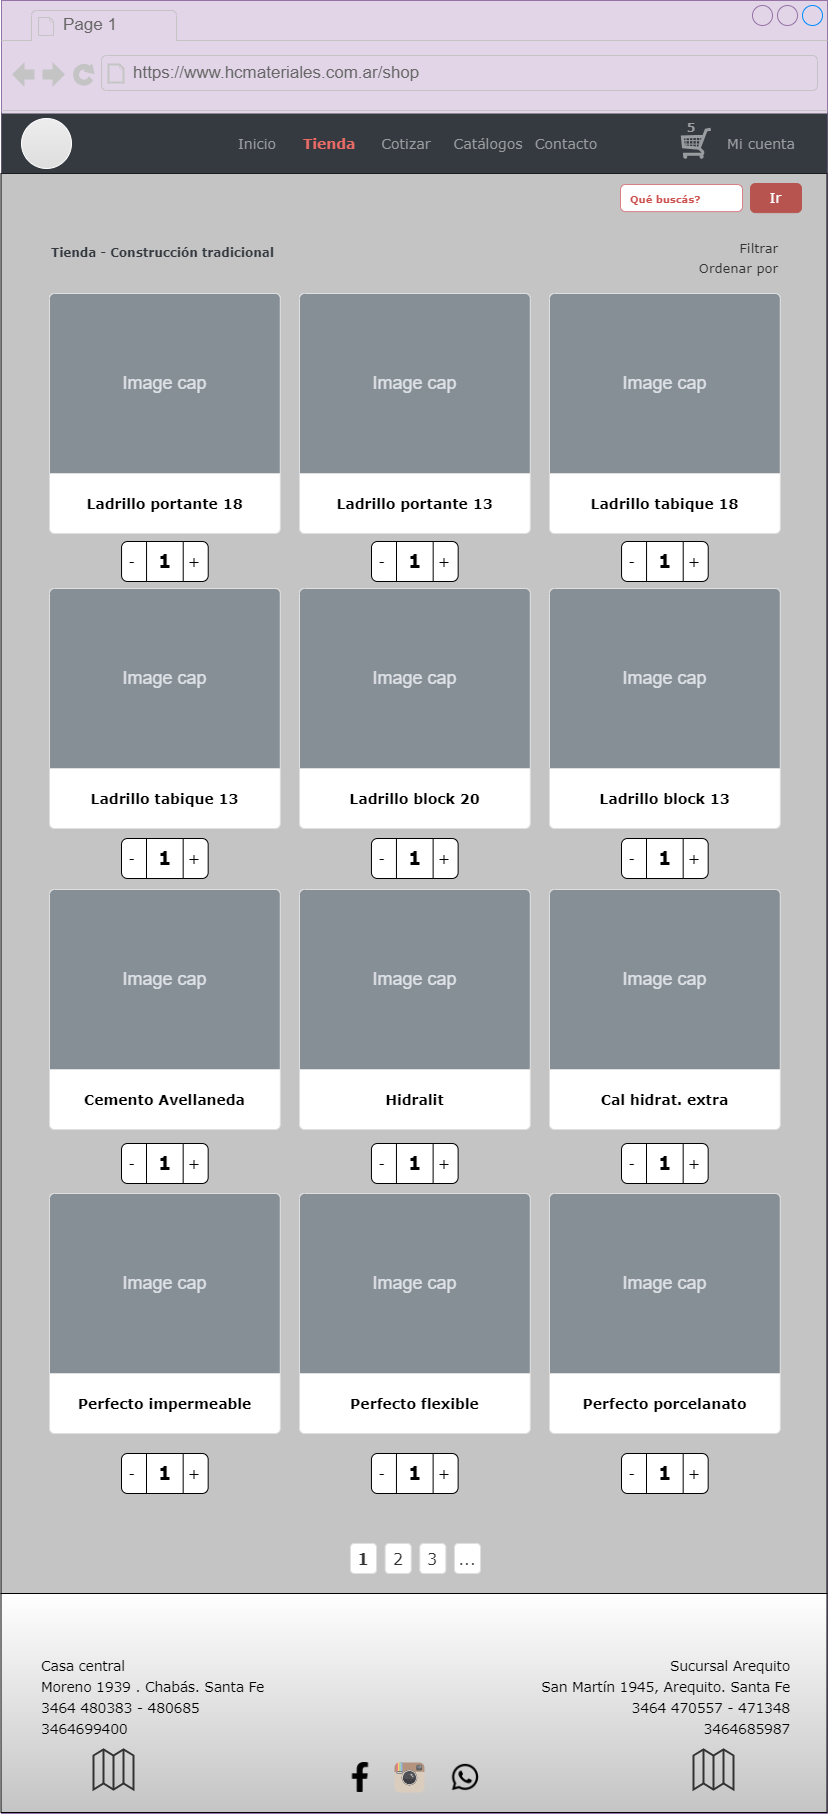 Page 1
https://www.hcmateriales.com.ar/shop
Inicio Tienda Cotizar Catálogos Contacto 5 Mi cuenta
Qué buscás? Ir
Tienda - Construcción tradicional
Filtrar
Ordenar por
Image cap Image cap Image cap
Ladrillo portante 18 Ladrillo portante 13 Ladrillo tabique 18
- 1 + - 1 + - 1 +
Image cap Image cap Image cap
Ladrillo tabique 13 Ladrillo block 20 Ladrillo block 13
- 1 + - 1 + - 1 +
Image cap Image cap Image cap
Cemento Avellaneda Hidralit Cal hidrat. extra
- 1 + - 1 + - 1 +
Image cap Image cap Image cap
Perfecto impermeable Perfecto flexible Perfecto porcelanato
- 1 + - 1 + - 1 +
1 2 3 ...
Casa central
Moreno 1939 . Chabás. Santa Fe
3464 480383 - 480685
3464699400
Sucursal Arequito
San Martín 1945, Arequito. Santa Fe
3464 470557 - 471348
3464685987